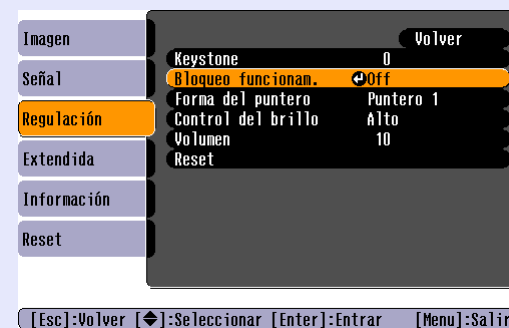 Imagen
Señal
Regulación
Extendida
Información
Reset
Volver
Keystone 0
Bloqueo funcionam. Off
Forma del puntero Puntero 1
Control del brillo Alto
Volumen 10
Reset
[Esc]:Volver [◆]:Seleccionar [Enter]:Entrar [Menu]:Salir